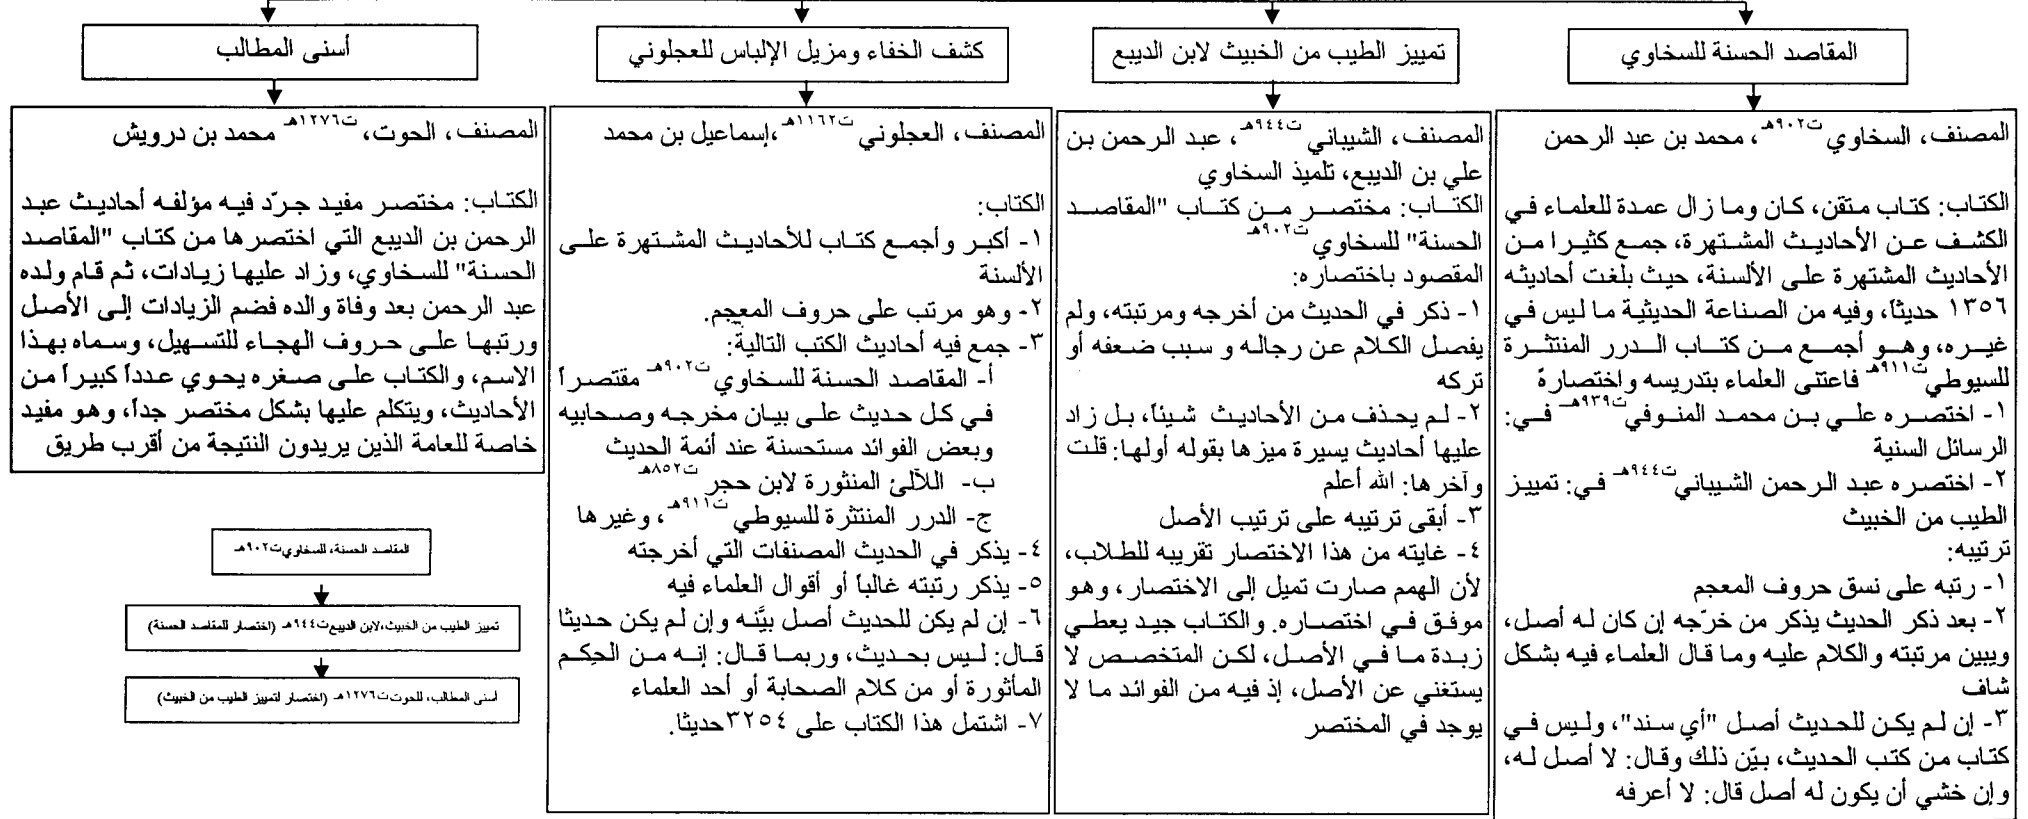 المقاصد الحسنة للسخاوي
المصنف، السخاوي ت٩٠٢هـ، محمد بن عبد الرحمن
الكتاب: كتاب متقن، كان وما زال عمدة للعلماء في
الكشف عن الأحاديث المشتهرة، جمع كثيرا من
الأحاديث المشتهرة على الألسنة، حيث بلغت أحاديثه
١٣٥٦ حديثاً، وفيه من الصناعة الحديثية ما ليس في
غيره، وهو أجمع من كتاب الدرر المنتثرة
للسيوطي ت٩١١هـ فاعتنى العلماء بتدريسه واختصاره
١- اختصره علي بن محمد المنوفي ت٩٣٩هـ في:
الرسائل السنية
٢- اختصره عبد الرحمن الشيباني ت٩٤٤هـ في: تمييز
الطيب من الخبيث
ترتيبه:
١- رتبه على نسق حروف المعجم
٢- بعد ذكر الحديث يذكر من خرّجه إن كان له أصل،
ويبين مرتبته والكلام عليه وما قال العلماء فيه بشكل
شاف
٣- إن لم يكن للحديث أصل "أي سند"، وليس في
كتاب من كتب الحديث، بيّن ذلك وقال: لا أصل له،
وإن خشي أن يكون له أصل قال: لا أعرفه
تمييز الطيب من الخبيث لابن الديبع
المصنف، الشيباني ت٩٤٤هـ، عبد الرحمن بن
علي بن الديبع، تلميذ السخاوي
الكتاب: مختصر من كتاب "المقاصد
الحسنة" للسخاوي ت٩٠٢هـ
المقصود باختصاره:
١- ذكر في الحديث من أخرجه ومرتبته، ولم
يفصل الكلام عن رجاله و سبب ضعفه أو
تركه
٢- لم يحذف من الأحاديث شيئاً، بل زاد
عليها أحاديث يسيرة ميزها بقوله أولها: قلت
وآخرها: الله أعلم
٣- أبقى ترتيبه على ترتيب الأصل
٤- غايته من هذا الاختصار تقريبه للطلاب،
لأن الهمم صارت تميل إلى الاختصار، وهو
موفق في اختصاره. والكتاب جيد يعطي
زبدة ما في الأصل، لكن المتخصص لا
يستغني عن الأصل، إذ فيه من الفوائد ما لا
يوجد في المختصر
كشف الخفاء ومزيل الإلباس للعجلوني
المصنف، العجلوني ت١١٦٢هـ، إسماعيل بن محمد
الكتاب:
١- أكبر وأجمع كتاب للأحاديث المشتهرة على
الألسنة
٢- وهو مرتب على حروف المعجم.
٣- جمع فيه أحاديث الكتب التالية:
أ- المقاصد الحسنة للسخاوي ت٩٠٢هـ مقتصراً
في كل حديث على بيان مخرجه وصحابيه
وبعض الفوائد مستحسنة عند أئمة الحديث
ب- اللآلئ المنثورة لابن حجر ت٨٥٢هـ
ج- الدرر المنتثرة للسيوطي ت٩١١هـ، وغيرها
٤- يذكر في الحديث المصنفات التي أخرجته
٥- يذكر رتبته غالباً أو أقوال العلماء فيه
٦- إن لم يكن للحديث أصل بيَّنه وإن لم يكن حديثا
قال: ليس بحديث، وربما قال: إنه من الحِكم
المأثورة أو من كلام الصحابة أو أحد العلماء
٧- اشتمل هذا الكتاب على ٣٢٥٤حديثا.
أسنى المطالب
المصنف، الحوت، ت١٢٧٦هـ محمد بن درويش
الكتاب: مختصر مفيد جرّد فيه مؤلفه أحاديث عبد
الرحمن بن الديبع التي اختصرها من كتاب "المقاصد
الحسنة" للسخاوي، وزاد عليها زيادات، ثم قام ولده
عبد الرحمن بعد وفاة والده فضم الزيادات إلى الأصل
ورتبها على حروف الهجاء للتسهيل، وسماه بهذا
الاسم، والكتاب على صغره يحوي عدداً كبيراً من
الأحاديث، ويتكلم عليها بشكل مختصر جداً، وهو مفيد
خاصة للعامة الذين يريدون النتيجة من أقرب طريق
المقاصد الحسنة، للسخاوي ت٩٠٢هـ
تمييز الطيب من الخبيث، لابن الديبع ت٩٤٤هـ (اختصار للمقاصد الحسنة)
أسنى المطالب، للحوت ت١٢٧٦هـ (اختصار لتمييز الطيب من الخبيث)